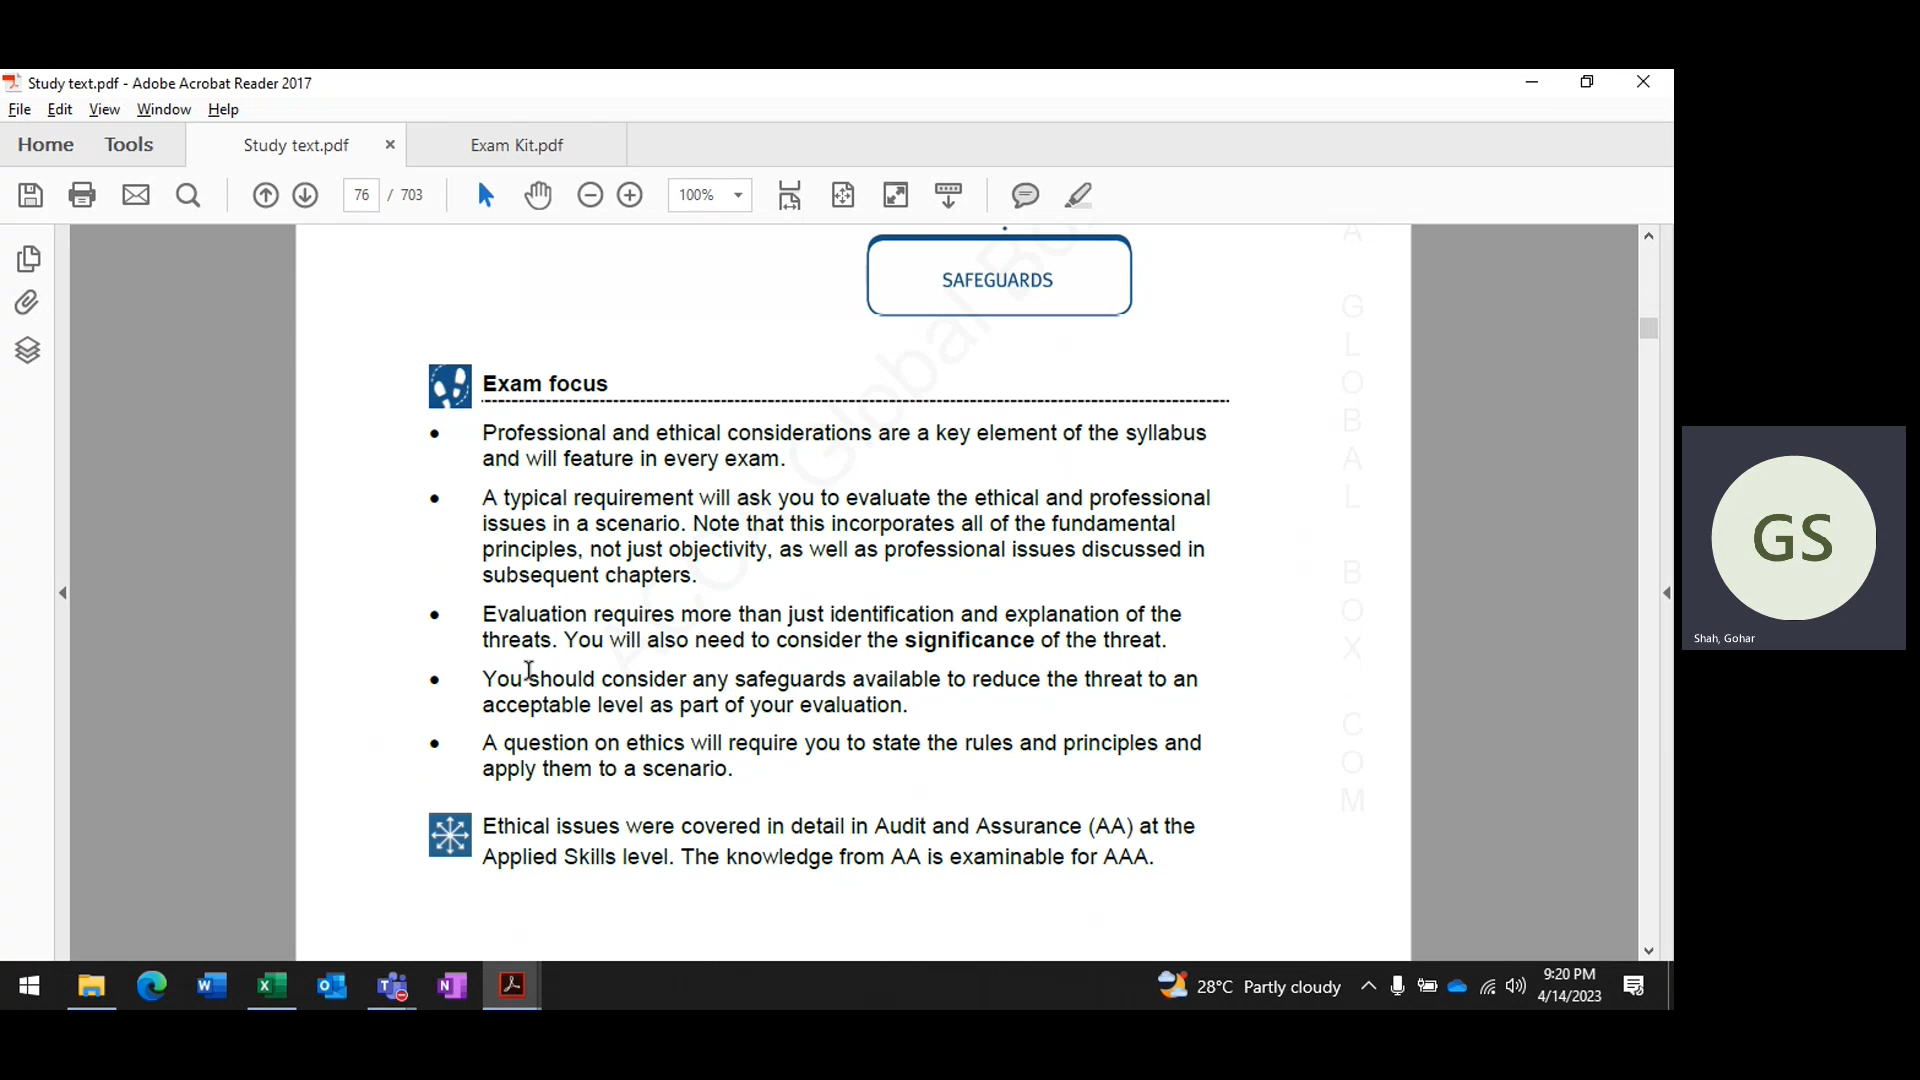 Study text.pdf - Adobe Acrobat Reader 2017
File Edit View Window Help
Home Tools Study text.pdf Exam Kit.pdf
76 / 703 100%
SAFEGUARDS
Exam focus
• Professional and ethical considerations are a key element of the syllabus
and will feature in every exam.
• A typical requirement will ask you to evaluate the ethical and professional
issues in a scenario. Note that this incorporates all of the fundamental
principles, not just objectivity, as well as professional issues discussed in
subsequent chapters.
• Evaluation requires more than just identification and explanation of the
threats. You will also need to consider the significance of the threat.
• You should consider any safeguards available to reduce the threat to an
acceptable level as part of your evaluation.
• A question on ethics will require you to state the rules and principles and
apply them to a scenario.
Ethical issues were covered in detail in Audit and Assurance (AA) at the
Applied Skills level. The knowledge from AA is examinable for AAA.
A GLOBAL BOX COM
GS
Shah, Gohar
28°C Partly cloudy
9:20 PM
4/14/2023